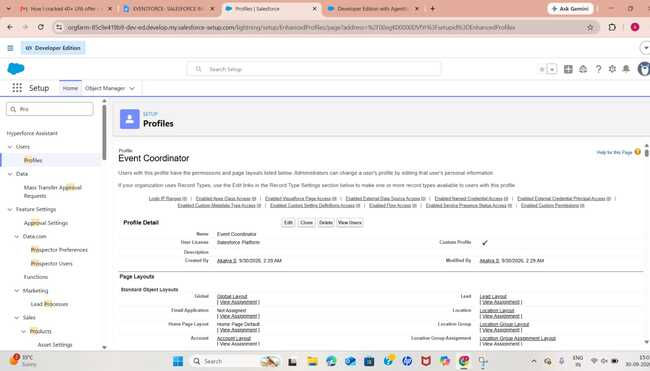 How I cracked 40+ LPA offer -
EVENTFORCE- SALESFORCE B
Profiles | Salesforce
Developer Edition with Agentf
Ask Gemini
orgfarm-85c9e419b9-dev-ed.develop.my.salesforce-setup.com/lightning/setup/EnhancedProfiles/page?address=
Developer Edition
Search Setup
Setup
Home
Object Manager
Pro
Hyperforce Assistant
Users
Profiles
Data
Mass Transfer Approval
Requests
Feature Settings
Approval Settings
Data.com
Prospector Preferences
Prospector Users
Functions
Marketing
Lead Processes
Sales
Products
Asset Settings
SETUP
Profiles
Profile
Event Coordinator
Help for this Page
Users with this profile have the permissions and page layouts listed below. Administrators can change a user's profile by editing that user's personal information.
If your organization uses Record Types, use the Edit links in the Record Type Settings section below to make one or more record types available to users with this profile.
Login IP Ranges [0] | Enabled Apex Class Access [0] | Enabled Visualforce Page Access [0] | Enabled External Data Source Access [0] | Enabled Named Credential Access [0] | Enabled External Credential Principal Access [0] |
Enabled Custom Metadata Type Access [0] | Enabled Custom Setting Definitions Access [0] | Enabled Flow Access [0] | Enabled Service Presence Status Access [0] | Enabled Custom Permissions [0]
Profile Detail
Edit Clone Delete View Users
Name Event Coordinator
User License Salesforce Platform Custom Profile ✓
Description
Created By Akalya S, 9/30/2026, 2:20 AM Modified By Akalya S, 9/30/2026, 2:29 AM
Page Layouts
Standard Object Layouts
Global Global Layout Lead Lead Layout
[ View Assignment ] [ View Assignment ]
Email Application Not Assigned Location Location Layout
[ View Assignment ] [ View Assignment ]
Home Page Layout Home Page Default Location Group Location Group Layout
[ View Assignment ] [ View Assignment ]
Account Account Layout Location Group Assignment Location Group Assignment Layout
[ View Assignment ] [ View Assignment ]
33°C
Sunny
Search
ENG
IN
15:0
30-09-20